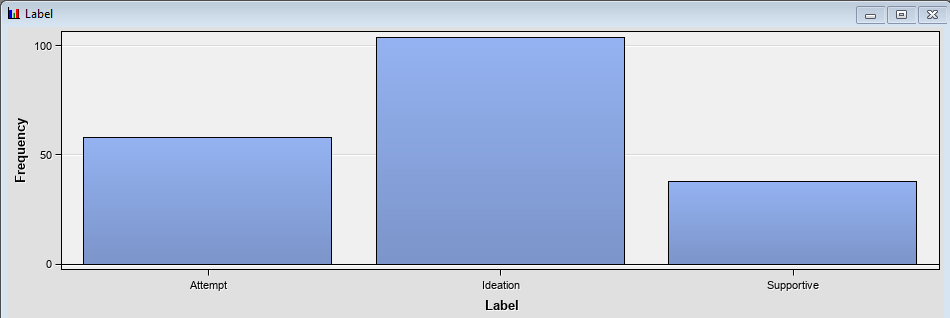 Label
100
50
0
Frequency
Attempt Ideation Supportive
Label